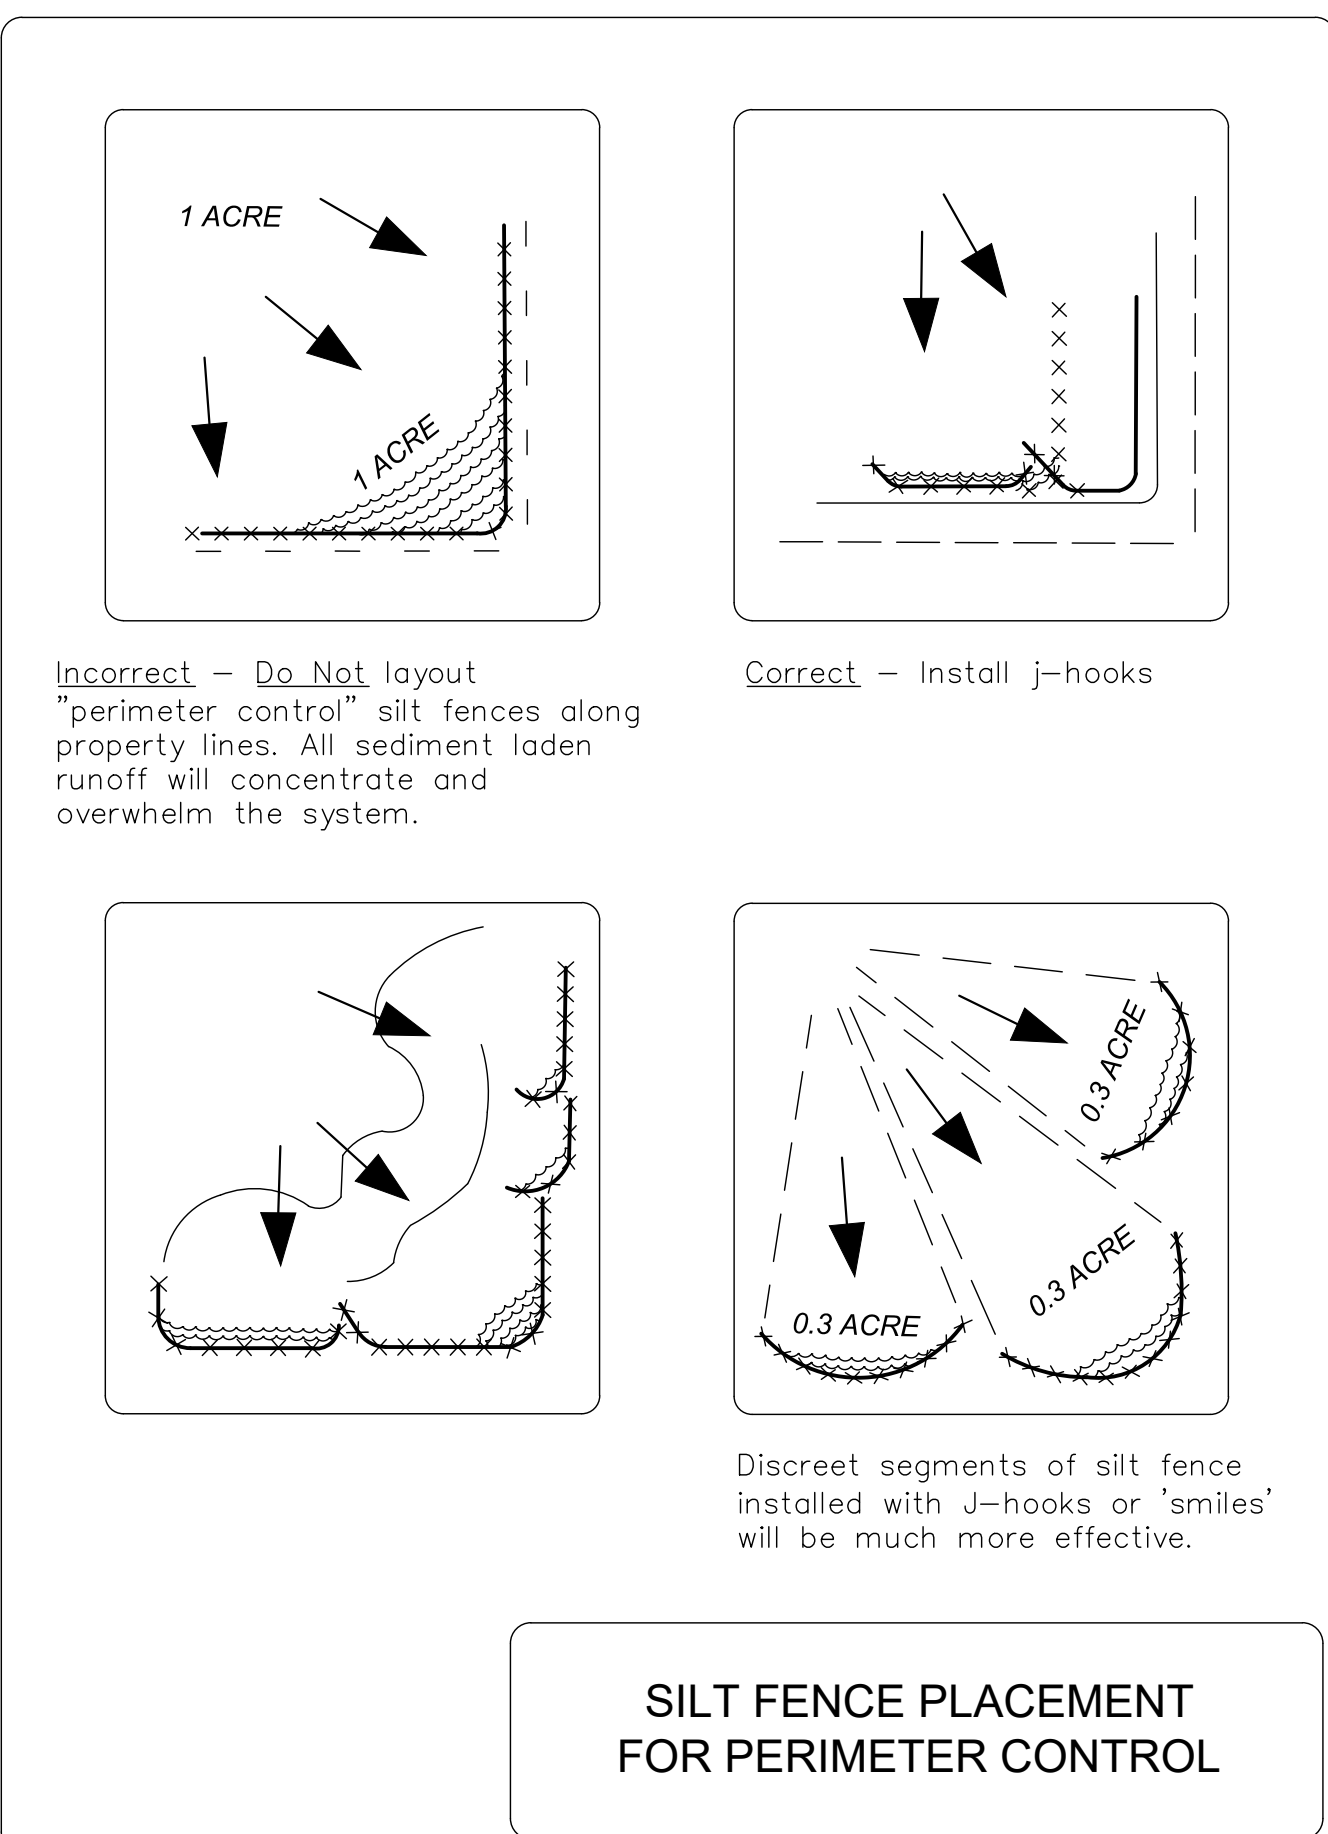 1 ACRE
1 ACRE
Incorrect – Do Not layout
"perimeter control" silt fences along
property lines. All sediment laden
runoff will concentrate and
overwhelm the system.
Correct – Install j–hooks
0.3 ACRE
0.3 ACRE
0.3 ACRE
Discreet segments of silt fence
installed with J–hooks or 'smiles'
will be much more effective.
SILT FENCE PLACEMENT
FOR PERIMETER CONTROL